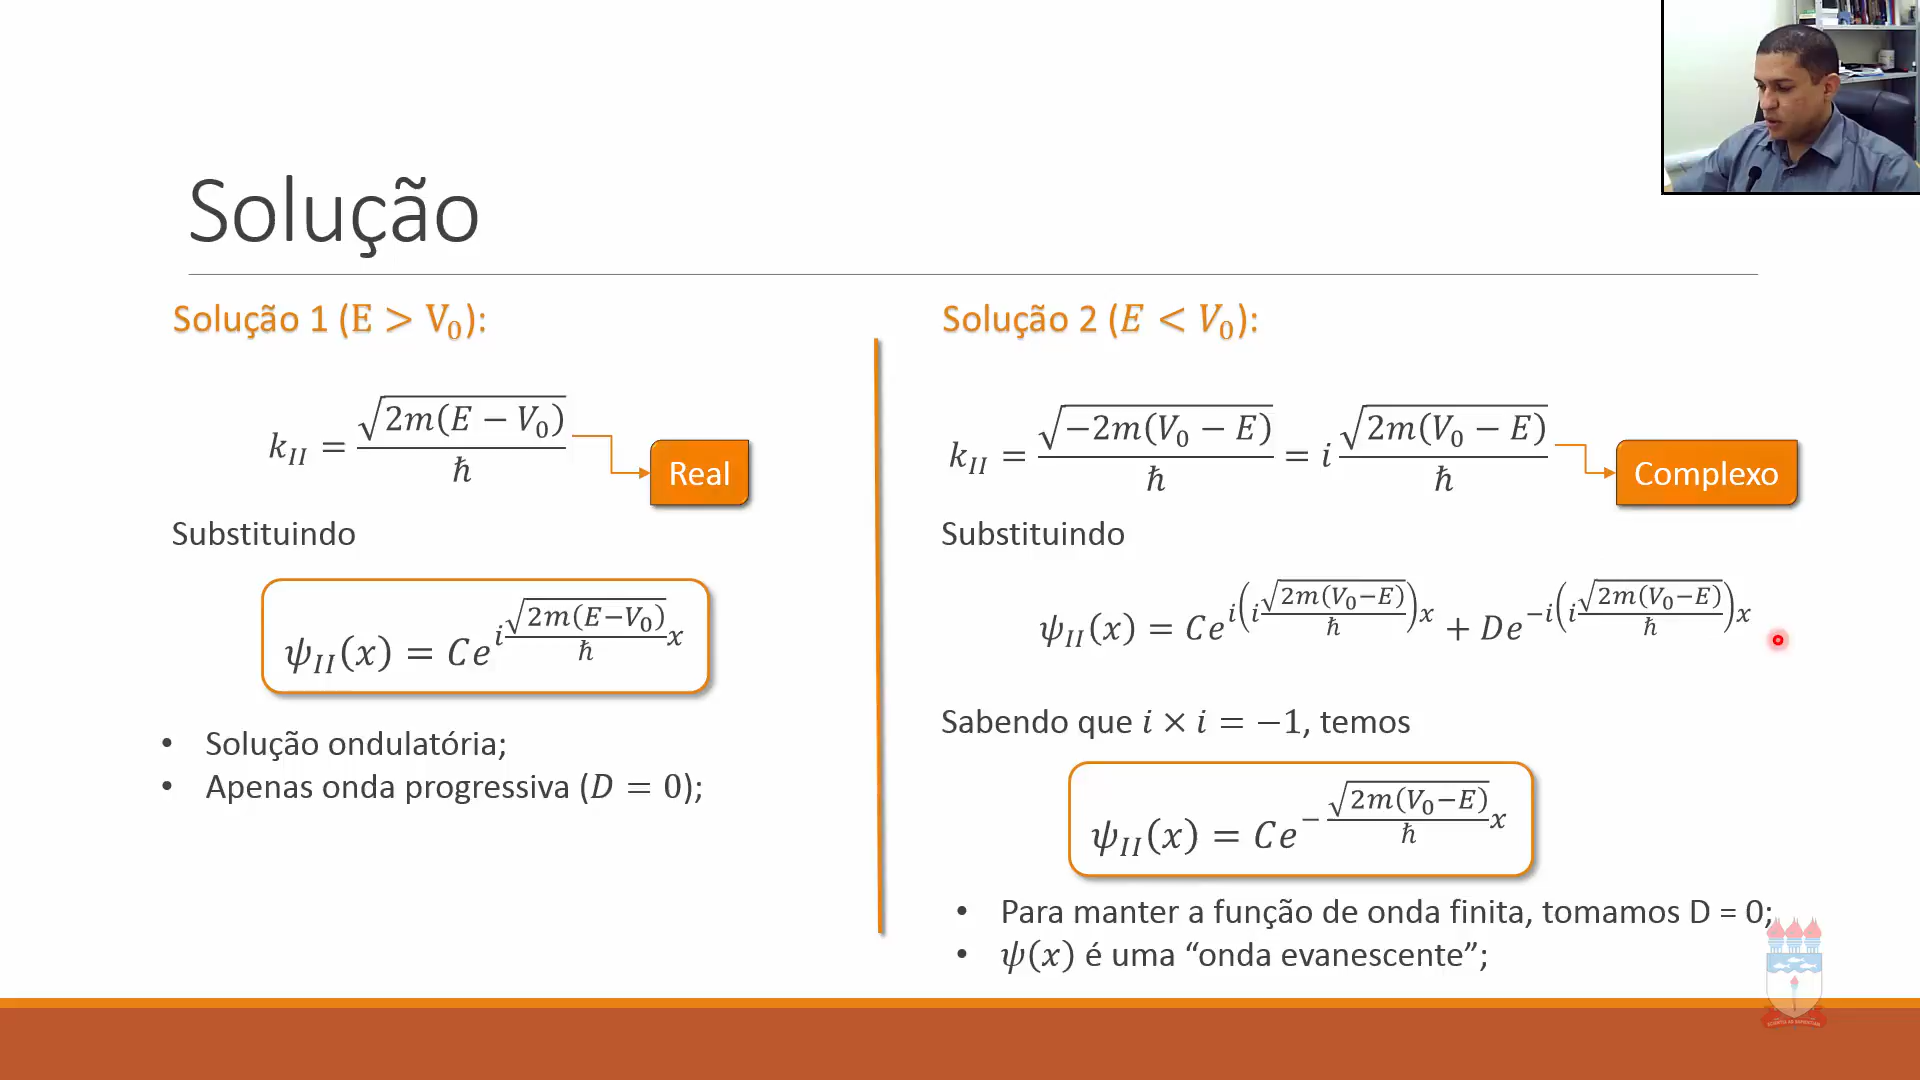 Solução
Solução 1 (E > V₀):
k_II = √(2m(E − V₀)) / ħ
Real
Substituindo
ψ_II(x) = Ce^{i (√(2m(E−V₀)) / ħ) x}
• Solução ondulatória;
• Apenas onda progressiva (D = 0);
Solução 2 (E < V₀):
k_II = √(−2m(V₀ − E)) / ħ = i √(2m(V₀ − E)) / ħ
Complexo
Substituindo
ψ_II(x) = Ce^{i(i √(2m(V₀−E)) / ħ)x} + De^{−i(i √(2m(V₀−E)) / ħ)x}
Sabendo que i × i = −1, temos
ψ_II(x) = Ce^{− (√(2m(V₀−E)) / ħ) x}
• Para manter a função de onda finita, tomamos D = 0;
• ψ(x) é uma “onda evanescente”;